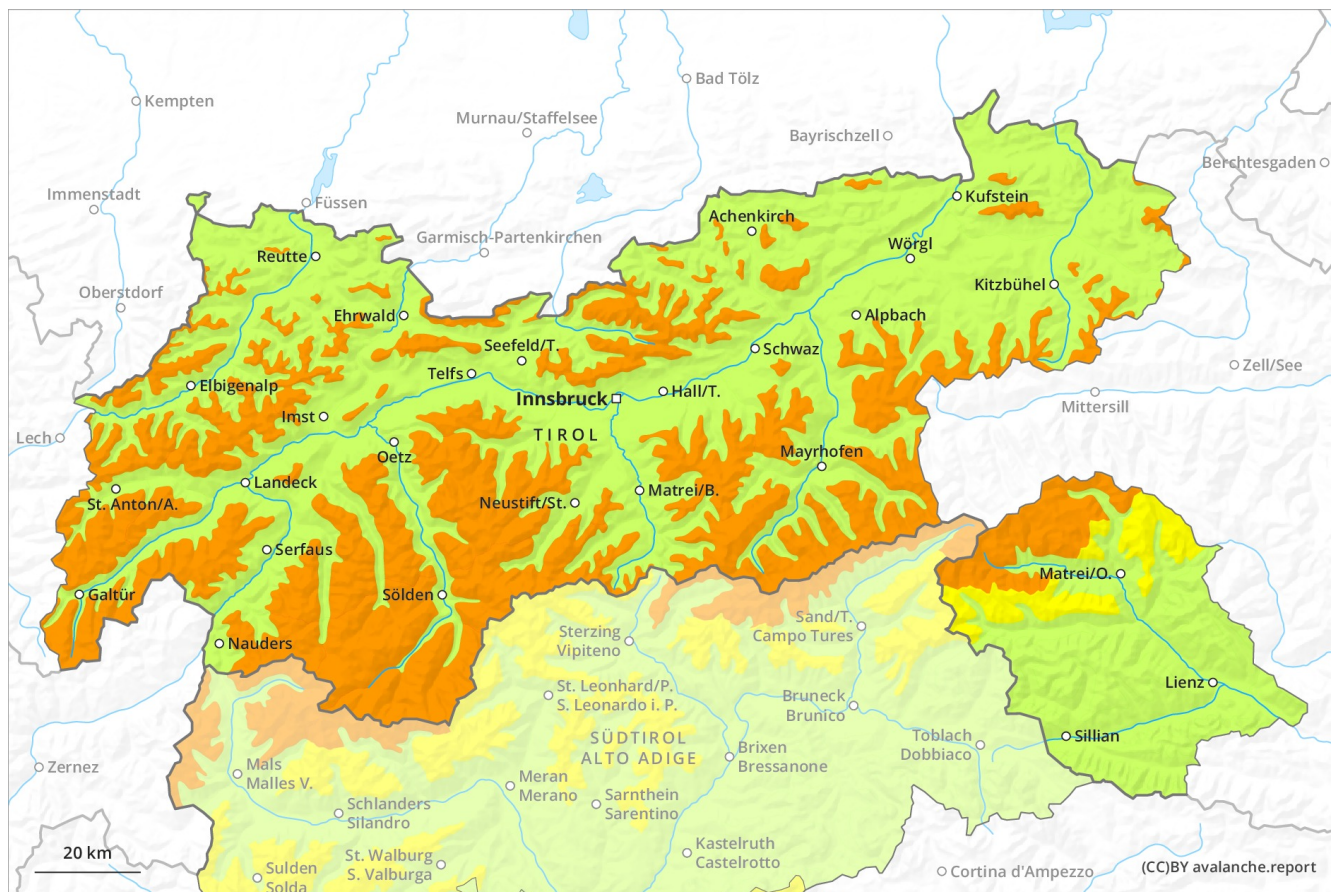 Bad Tölz
Kempten
Murnau/Staffelsee
Bayrischzell
Berchtesgaden
Immenstadt
Füssen
Kufstein
Achenkirch
Garmisch-Partenkirchen
Wörgl
Reutte
Kitzbühel
Oberstdorf
Ehrwald
Alpbach
Seefeld/T.
Schwaz
Zell/See
Telfs
Elbigenalp
Hall/T.
Innsbruck
Mittersill
Imst
TIROL
Lech
Mayrhofen
Oetz
Landeck
Matrei/B.
St. Anton/A.
Neustift/St.
Serfaus
Matrei/O.
Galtür
Sölden
Sand/T.
Campo Tures
Sterzing
Vipiteno
Nauders
Lienz
St. Leonhard/P.
S. Leonardo i. P.
Bruneck
Brunico
Toblach
Dobbiaco
Sillian
SÜDTIROL
ALTO ADIGE
Brixen
Bressanone
Zernez
Mals
Malles V.
Meran
Merano
Sarnthein
Sarentino
Schlanders
Silandro
Kastelruth
Castelrotto
20 km
St. Walburg
S. Valburga
Sulden
Solda
Cortina d'Ampezzo
(CC)BY avalanche.report